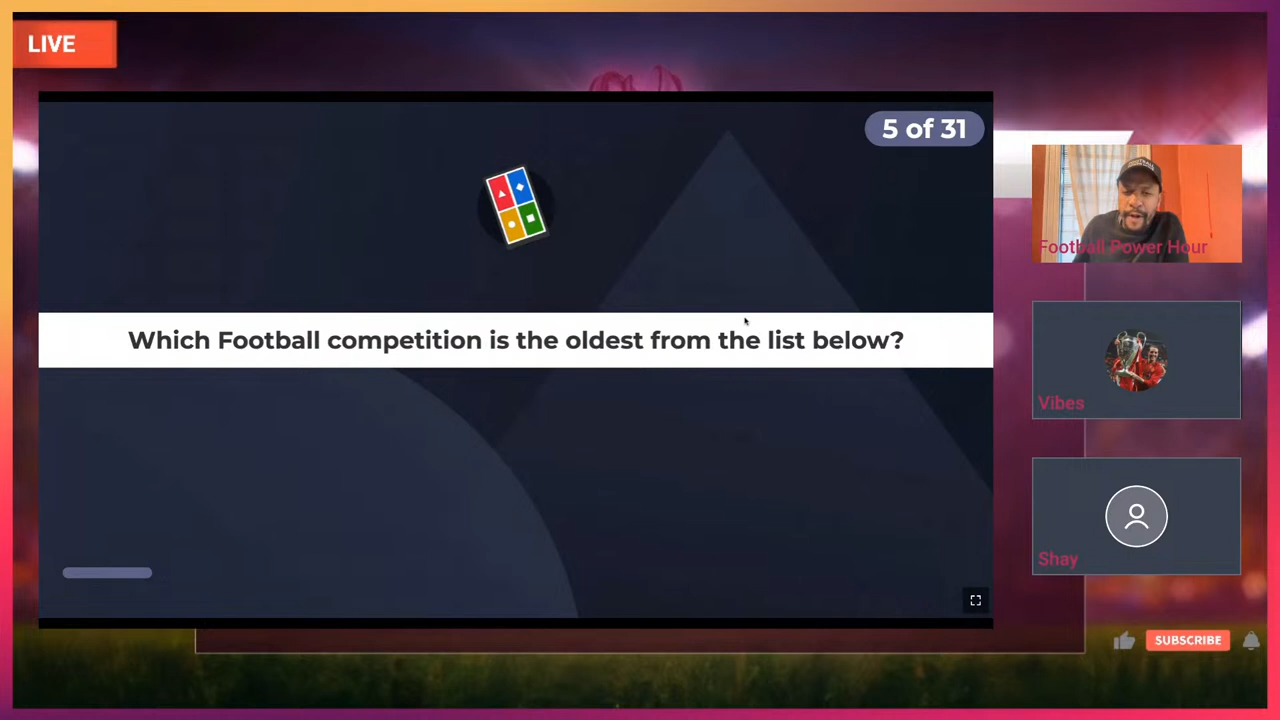 LIVE
5 of 31
Which Football competition is the oldest from the list below?
Football Power Hour
Vibes
Shay
SUBSCRIBE